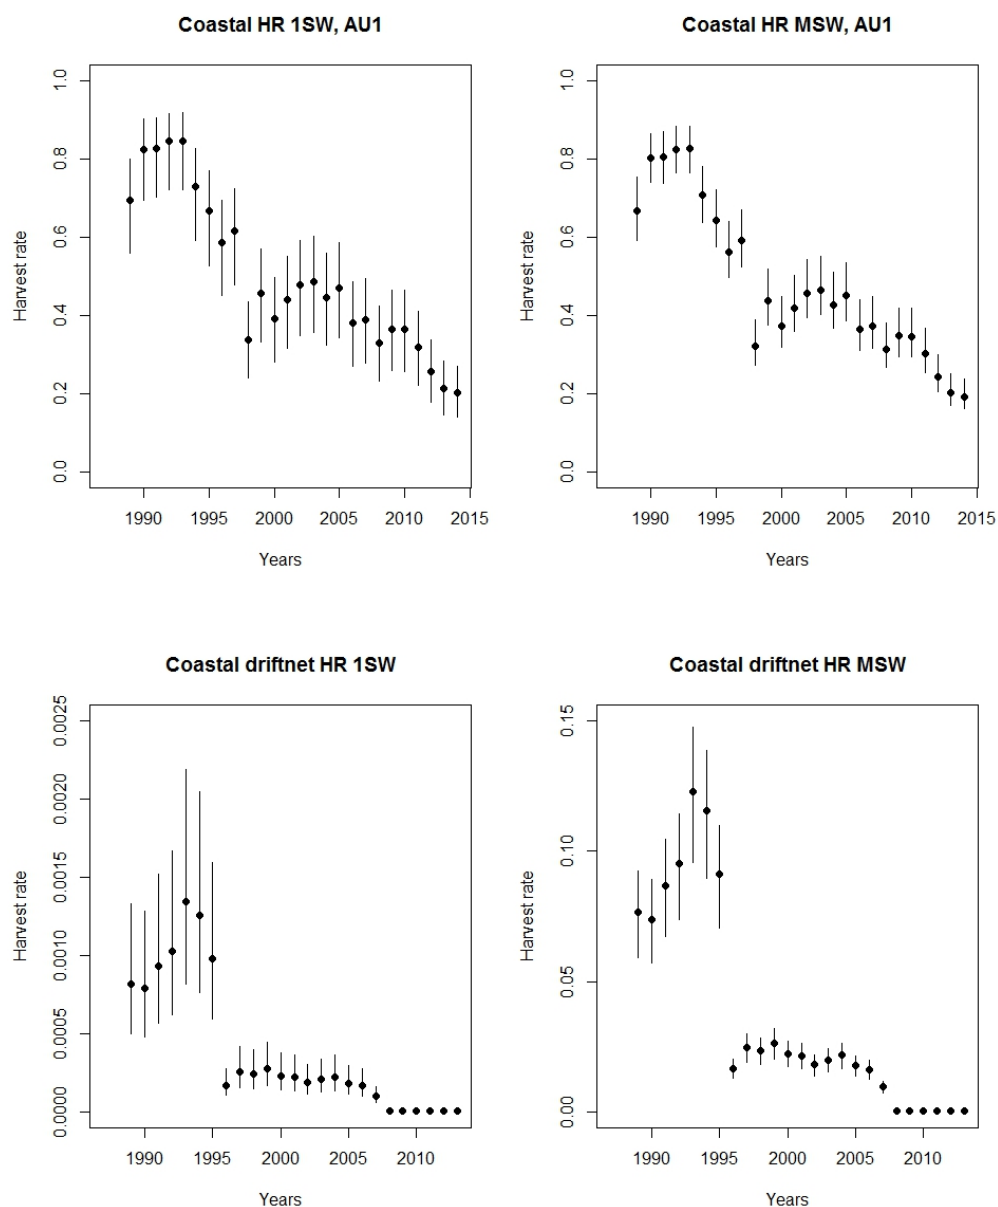 Coastal HR 1SW, AU1
Harvest rate
1.0
0.8
0.6
0.4
0.2
0.0
1990 1995 2000 2005 2010 2015
Years
Coastal HR MSW, AU1
Harvest rate
1.0
0.8
0.6
0.4
0.2
0.0
1990 1995 2000 2005 2010 2015
Years
Coastal driftnet HR 1SW
Harvest rate
0.0025
0.0020
0.0015
0.0010
0.0005
0.0000
1990 1995 2000 2005 2010
Years
Coastal driftnet HR MSW
Harvest rate
0.15
0.10
0.05
0.00
1990 1995 2000 2005 2010
Years